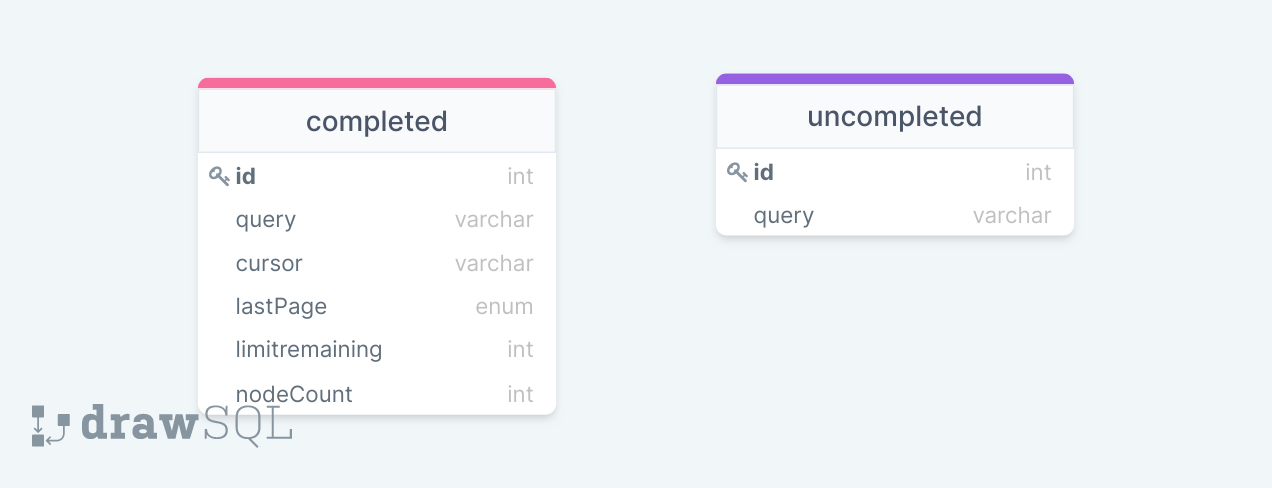 completed
id int
query varchar
cursor varchar
lastPage enum
limitremaining int
nodeCount int
uncompleted
id int
query varchar
drawSQL